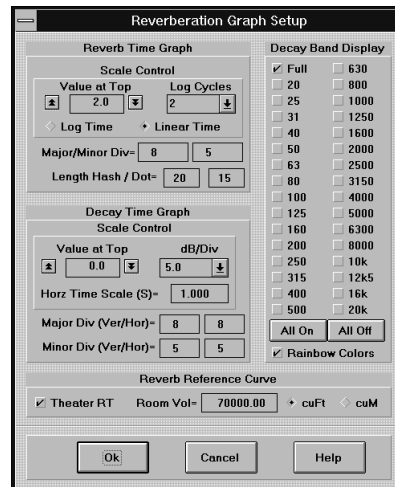 Reverberation Graph Setup
Reverb Time Graph
Scale Control
Value at Top Log Cycles
2.0 2
Log Time Linear Time
Major/Minor Div= 8 5
Length Hash / Dot= 20 15
Decay Time Graph
Scale Control
Value at Top dB/Div
0.0 5.0
Horz Time Scale (S)= 1.000
Major Div (Ver/Hor)= 8 8
Minor Div (Ver/Hor)= 5 5
Decay Band Display
Full 630
20 800
25 1000
31 1250
40 1600
50 2000
63 2500
80 3150
100 4000
125 5000
160 6300
200 8000
250 10k
315 12k5
400 16k
500 20k
All On All Off
Rainbow Colors
Reverb Reference Curve
Theater RT Room Vol= 70000.00 cuFt cuM
Ok Cancel Help